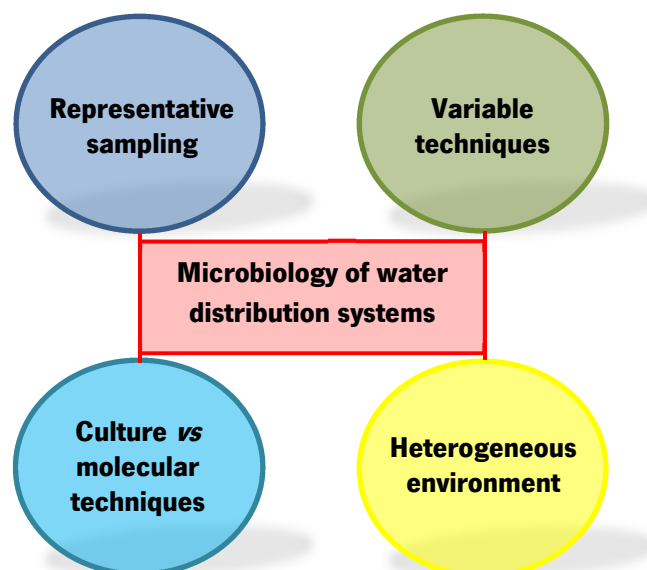 Representative
sampling
Variable
techniques
Microbiology of water
distribution systems
Culture vs
molecular
techniques
Heterogeneous
environment